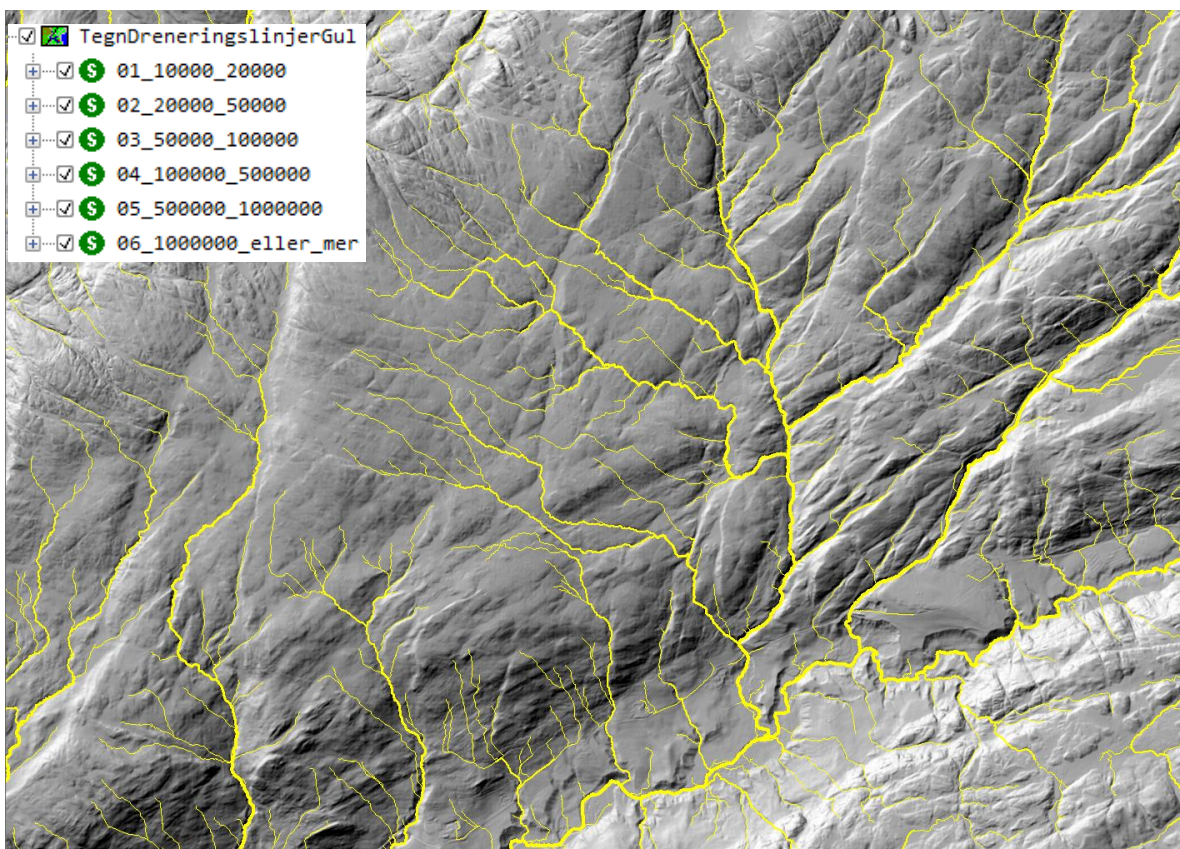 TegnDreneringslinjerGul
S 01_10000_20000
S 02_20000_50000
S 03_50000_100000
S 04_100000_500000
S 05_500000_1000000
S 06_1000000_eller_mer